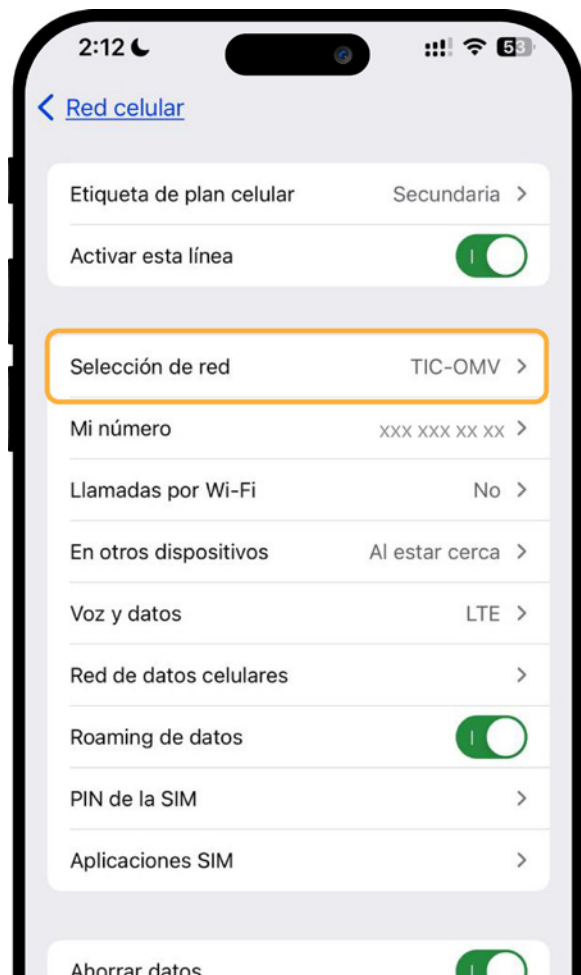 2:12 53
Red celular
Etiqueta de plan celular Secundaria
Activar esta línea
Selección de red TIC-OMV
Mi número xxx xxx xx xx
Llamadas por Wi-Fi No
En otros dispositivos Al estar cerca
Voz y datos LTE
Red de datos celulares
Roaming de datos
PIN de la SIM
Aplicaciones SIM
Ahorrar datos